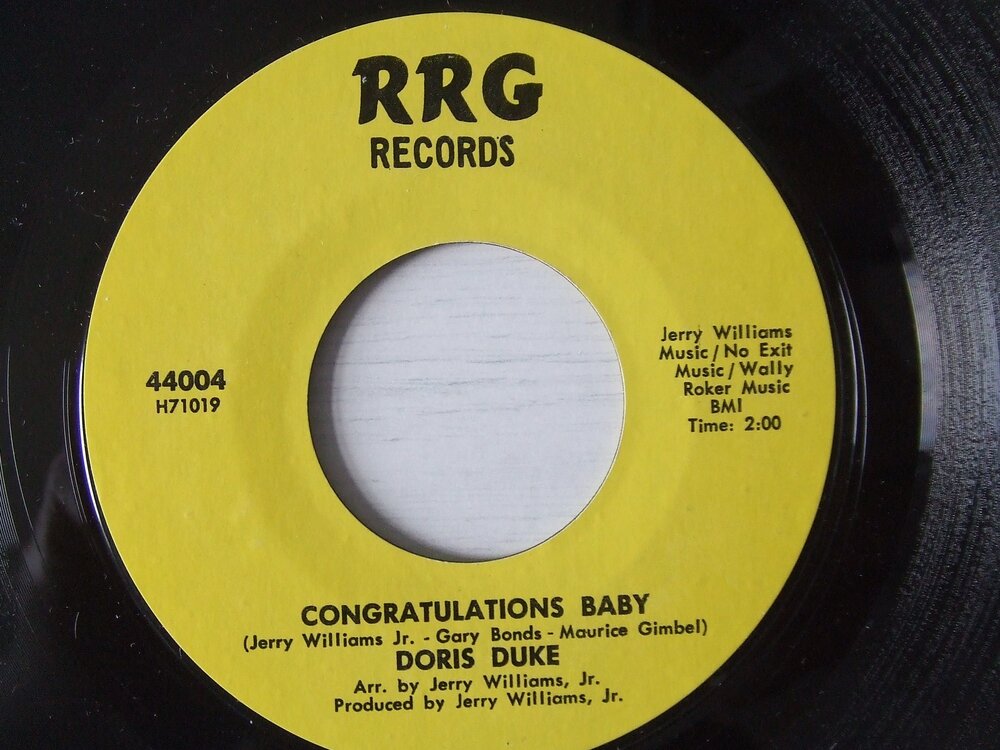 RRG
RECORDS
44004
H71019
Jerry Williams
Music/No Exit
Music/Wally
Roker Music
BMI
Time: 2:00
CONGRATULATIONS BABY
(Jerry Williams Jr. - Gary Bonds - Maurice Gimbel)
DORIS DUKE
Arr. by Jerry Williams, Jr.
Produced by Jerry Williams, Jr.